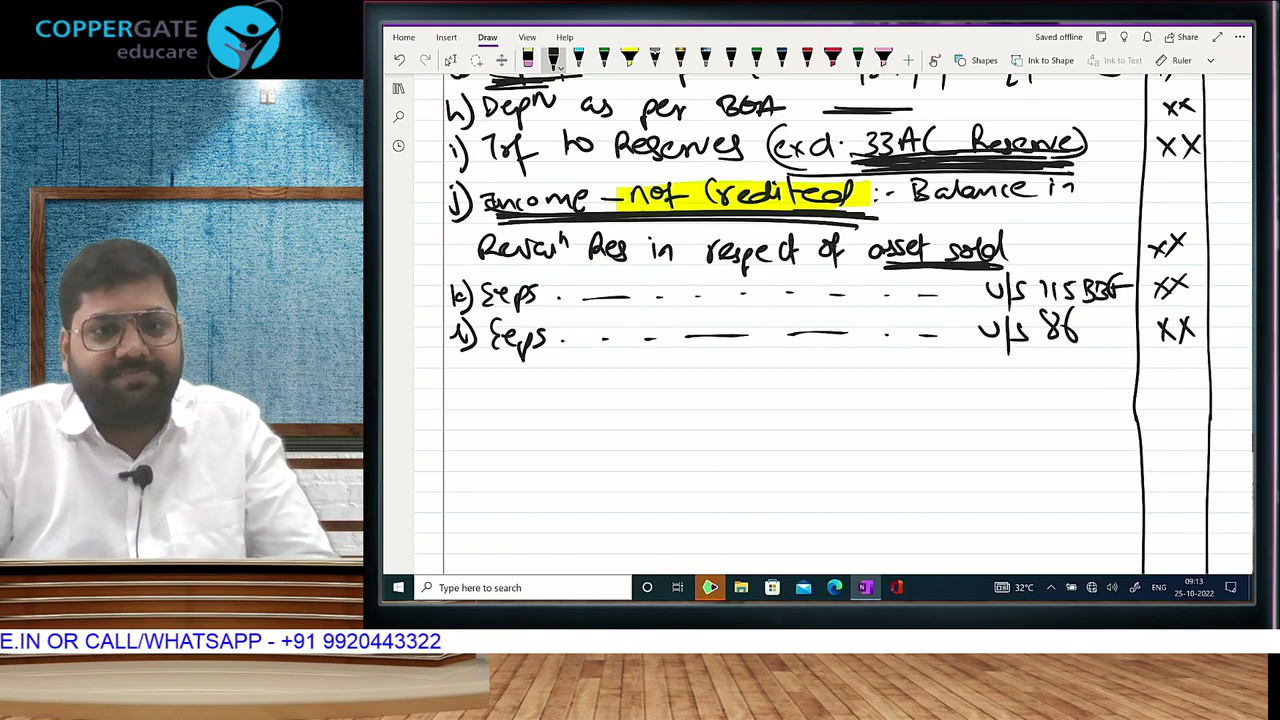 COPPERGATE
educare
Home Insert Draw View Help
Saved offline
Share
Shapes
Ink to Shape
Ink to Text
Ruler
h) Depn as per BOA xx
i) Trf to Reserves (excl. 33AC Reserve) xx
j) Income - not Credited :- Balance in
Revaln Res in respect of asset sold xx
k) Exps . — . . . . — . — u/s 115BBF xx
l) Exps . . . — — . — u/s 86 xx
Type here to search
32°C
ENG
09:13
25-10-2022
E.IN OR CALL/WHATSAPP - +91 9920443322